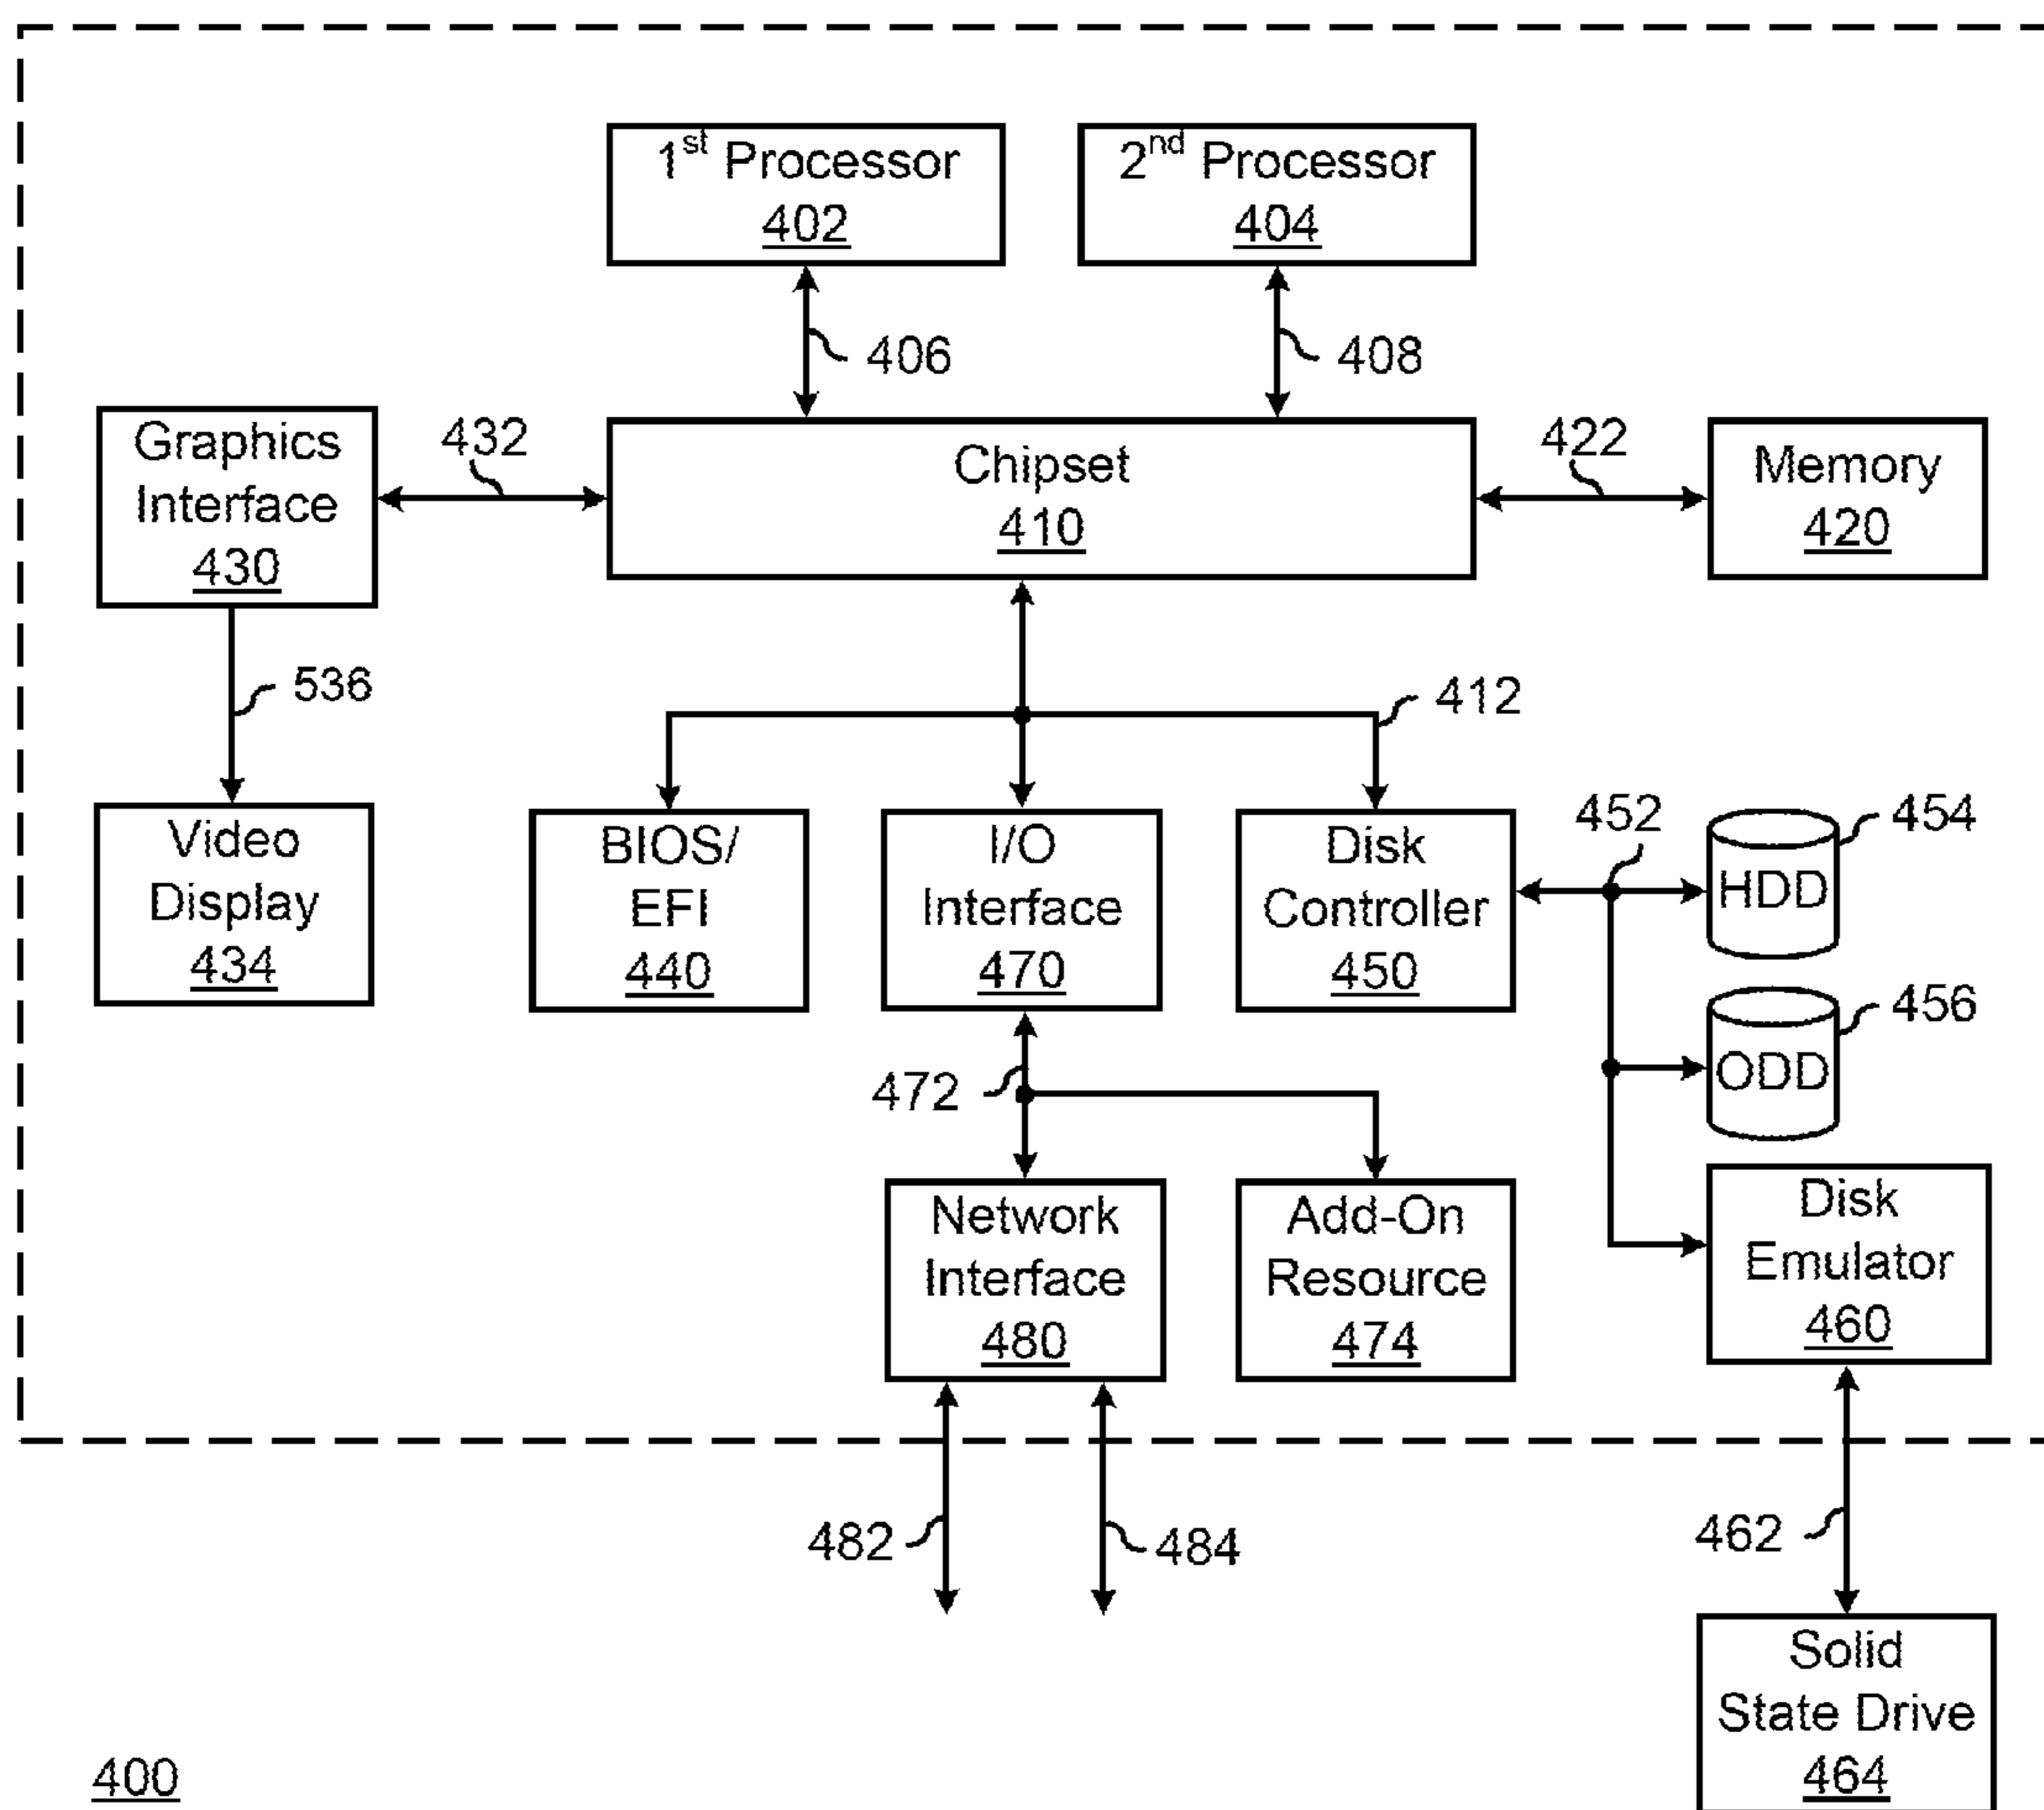 1st Processor
402
2nd Processor
404
406
408
Graphics
Interface
430
432
Chipset
410
422
Memory
420
536
412
Video
Display
434
BIOS/
EFI
440
I/O
Interface
470
Disk
Controller
450
452
454
HDD
456
ODD
472
Network
Interface
480
Add-On
Resource
474
Disk
Emulator
460
482
484
462
Solid
State Drive
464
400